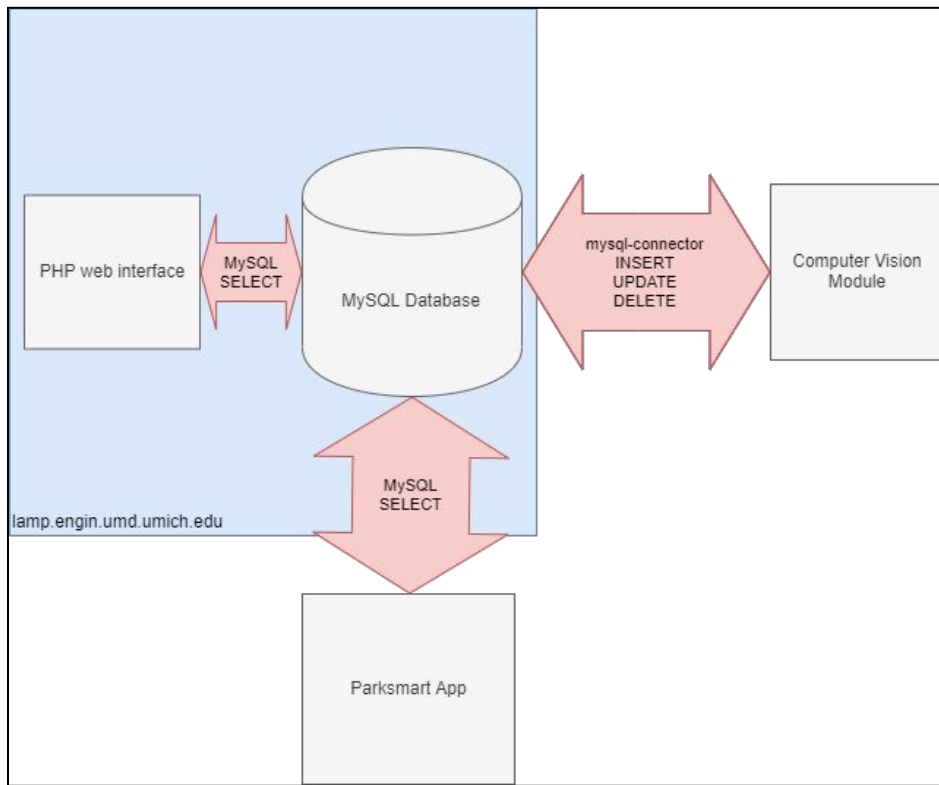 PHP web interface
MySQL
SELECT
MySQL Database
mysql-connector
INSERT
UPDATE
DELETE
Computer Vision
Module
MySQL
SELECT
lamp.engin.umd.umich.edu
Parksmart App